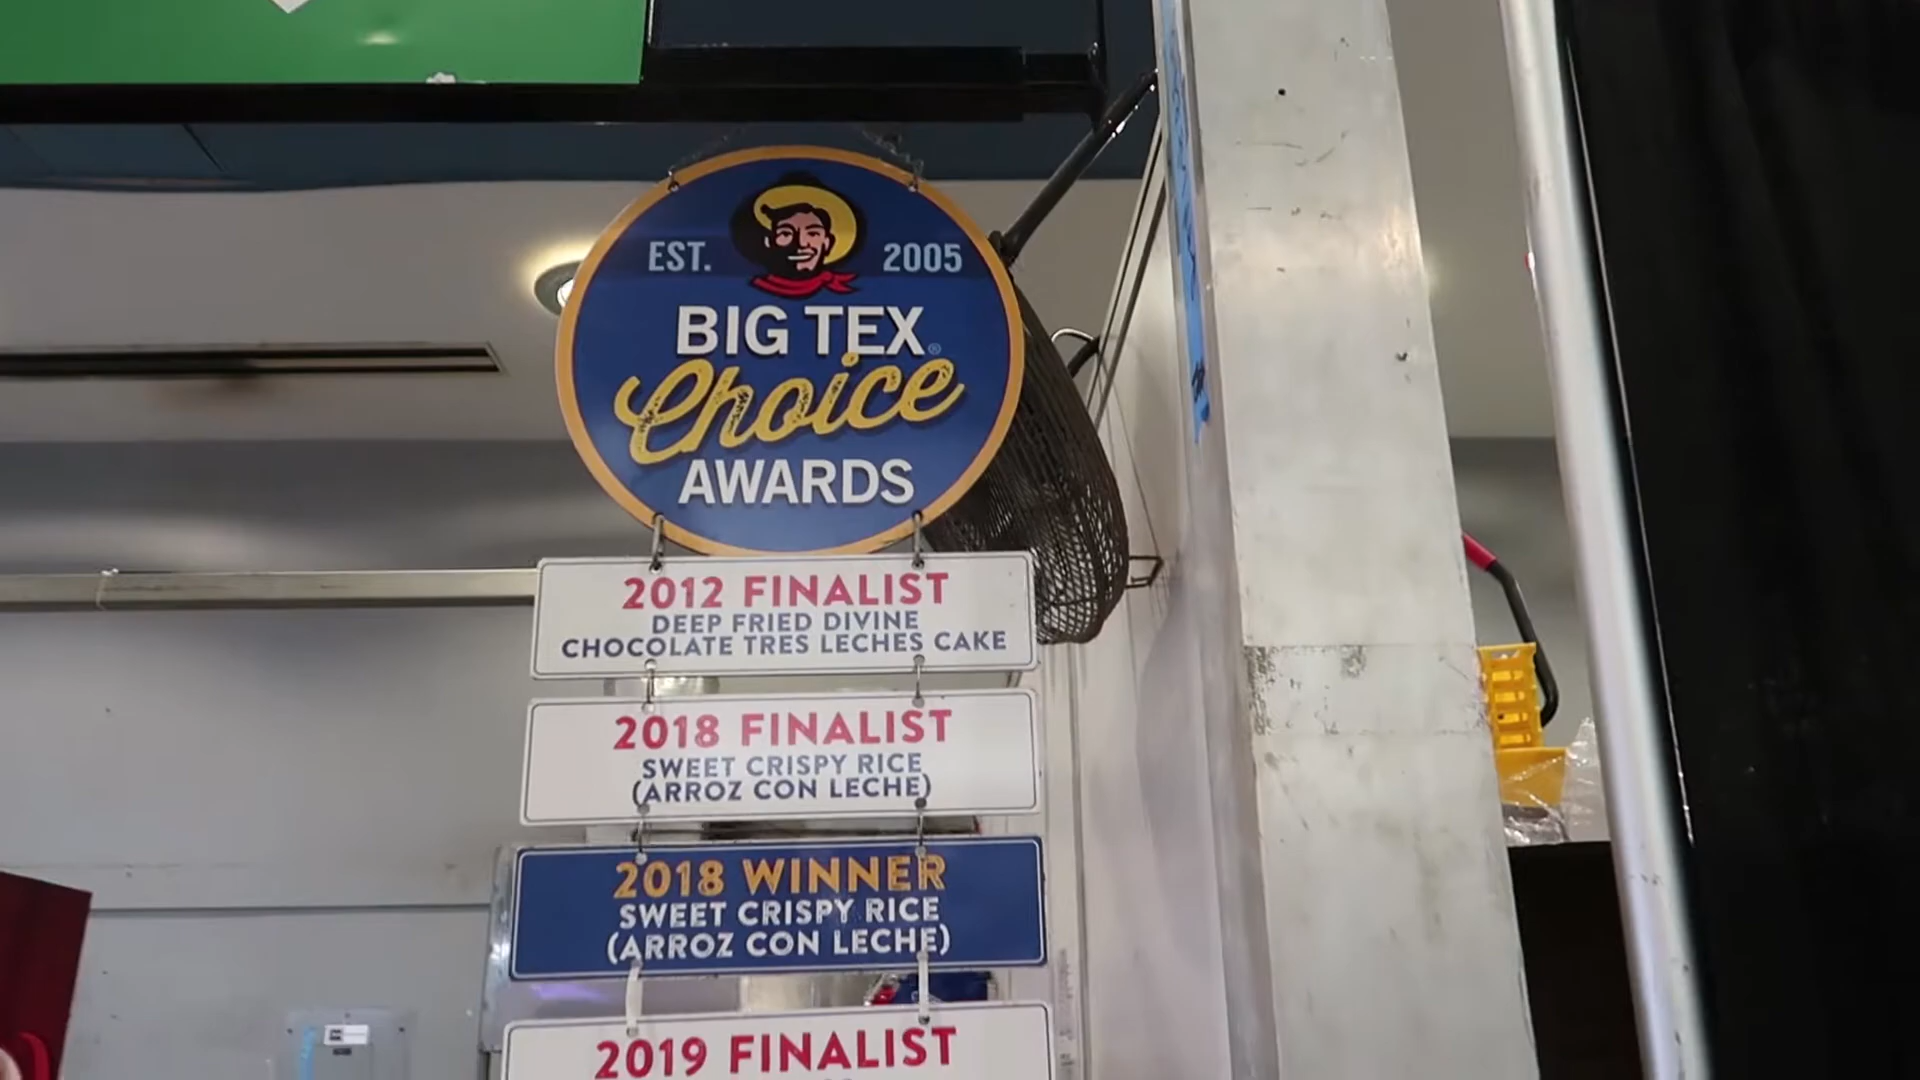 EST. 2005
BIG TEX®
Choice
AWARDS
2012 FINALIST
DEEP FRIED DIVINE
CHOCOLATE TRES LECHES CAKE
2018 FINALIST
SWEET CRISPY RICE
(ARROZ CON LECHE)
2018 WINNER
SWEET CRISPY RICE
(ARROZ CON LECHE)
2019 FINALIST